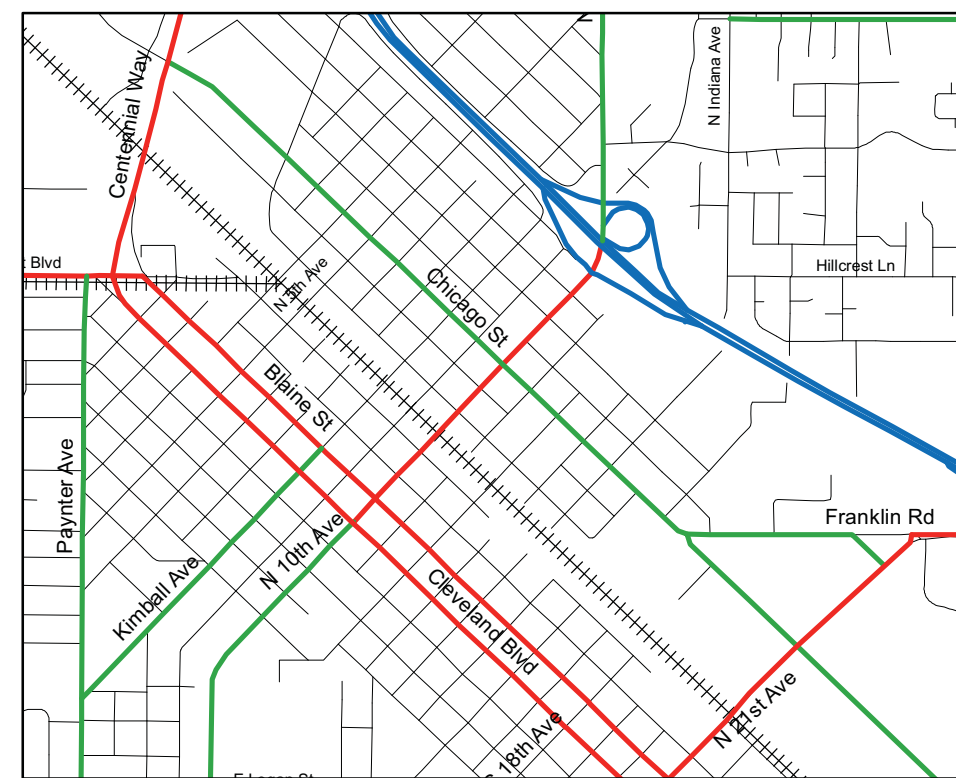 N Indiana Ave
Centennial Way
Blvd
N 5th Ave
Hillcrest Ln
Chicago St
Blaine St
Paynter Ave
Franklin Rd
N 10th Ave
Kimball Ave
Cleveland Blvd
N 21st Ave
18th Ave